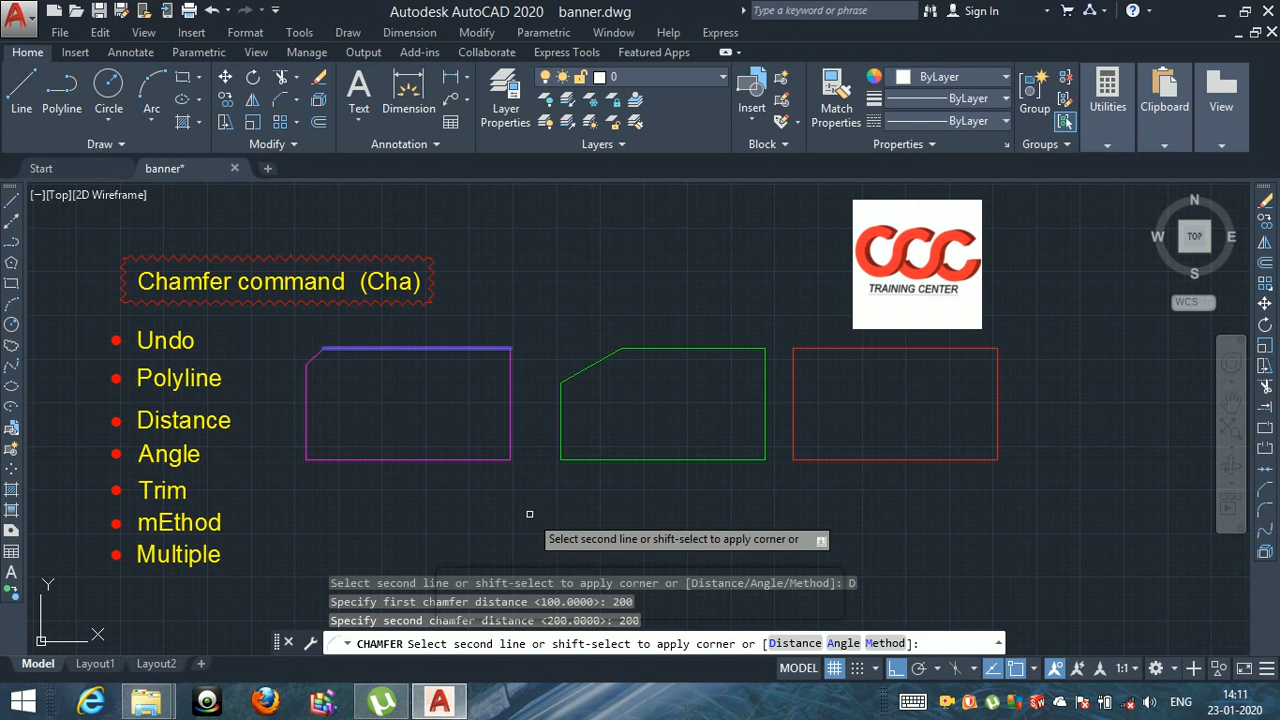 Autodesk AutoCAD 2020 banner.dwg
Type a keyword or phrase
Sign In
File Edit View Insert Format Tools Draw Dimension Modify Parametric Window Help Express
Home Insert Annotate Parametric View Manage Output Add-ins Collaborate Express Tools Featured Apps
Line Polyline Circle Arc
Text Dimension
Layer Properties
0
Insert
Match Properties
ByLayer
ByLayer
ByLayer
Group
Utilities
Clipboard
View
Draw Modify Annotation Layers Block Properties Groups
Start banner*
[−][Top][2D Wireframe]
N
W TOP E
S
WCS
CCC
TRAINING CENTER
Chamfer command (Cha)
Undo
Polyline
Distance
Angle
Trim
mEthod
Multiple
Select second line or shift-select to apply corner or
Y
X
Select second line or shift-select to apply corner or [Distance/Angle/Method]: D
Specify first chamfer distance <100.0000>: 200
Specify second chamfer distance <200.0000>: 200
CHAMFER Select second line or shift-select to apply corner or [Distance Angle Method]:
Model Layout1 Layout2
MODEL
1:1
ENG
14:11
23-01-2020